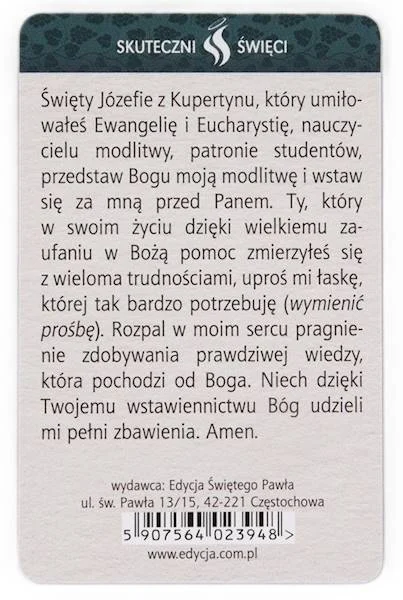 SKUTECZNI ŚWIĘCI
Święty Józefie z Kupertynu, który umiło-
wałeś Ewangelię i Eucharystię, nauczy-
cielu modlitwy, patronie studentów,
przedstaw Bogu moją modlitwę i wstaw
się za mną przed Panem. Ty, który
w swoim życiu dzięki wielkiemu za-
ufaniu w Bożą pomoc zmierzyłeś się
z wieloma trudnościami, uproś mi łaskę,
której tak bardzo potrzebuję (wymienić
prośbę). Rozpal w moim sercu pragnie-
nie zdobywania prawdziwej wiedzy,
która pochodzi od Boga. Niech dzięki
Twojemu wstawiennictwu Bóg udzieli
mi pełni zbawienia. Amen.
wydawca: Edycja Świętego Pawła
ul. św. Pawła 13/15, 42-221 Częstochowa
5 907564 023948 >
www.edycja.com.pl